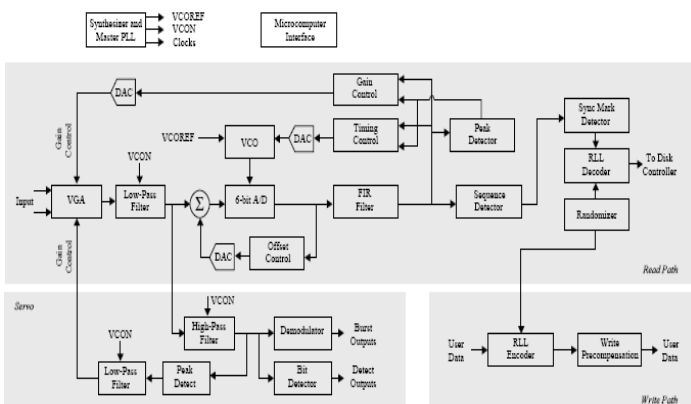 Synthesizer and
Master PLL
VCOREF
VCON
Clocks
Microcomputer
Interface
DAC
Gain
Control
Gain
Control
VCOREF
VCO
DAC
Timing
Control
Peak
Detector
Sync Mark
Detector
RLL
Decoder
To Disk
Controller
VCON
Input
VGA
Low-Pass
Filter
Σ
6-bit A/D
FIR
Filter
Sequence
Detector
Randomizer
Gain
Control
DAC
Offset
Control
Read Path
Servo
VCON
High-Pass
Filter
Demodulator
Burst
Outputs
VCON
Low-Pass
Filter
Peak
Detect
Bit
Detector
Detect
Outputs
User
Data
RLL
Encoder
Write
Precompensation
User
Data
Write Path